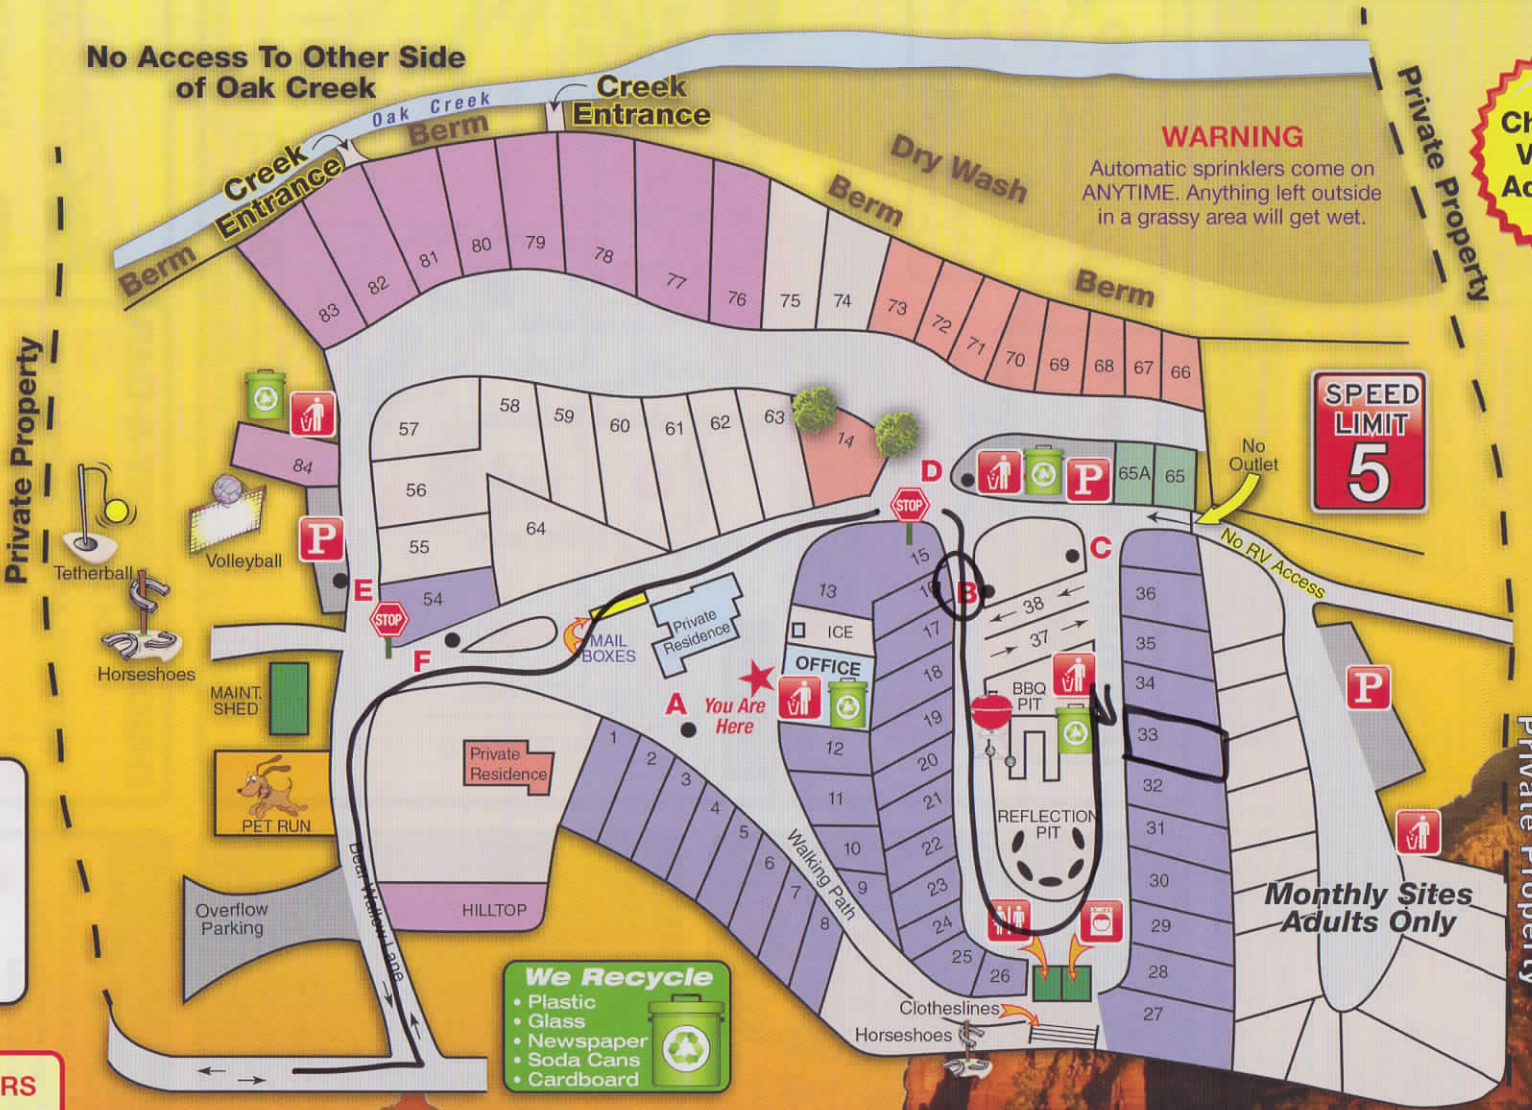 No Access To Other Side
of Oak Creek
Oak Creek
Creek
Entrance
Creek
Entrance
Berm
Berm
Berm
Berm
Dry Wash
WARNING
Automatic sprinklers come on
ANYTIME. Anything left outside
in a grassy area will get wet.
Private Property
Private Property
Private Property
83
82
81
80
79
78
77
76
75
74
73
72
71
70
69
68
67
66
SPEED
LIMIT
5
No
Outlet
No RV Access
57
58
59
60
61
62
63
14
56
55
64
54
84
P
Volleyball
Tetherball
Horseshoes
E
STOP
F
MAIL
BOXES
Private
Residence
D
STOP
P
65A
65
C
B
38
37
BBQ
PIT
REFLECTION
PIT
13
ICE
OFFICE
A
You Are
Here
12
11
10
9
15
16
17
18
19
20
21
22
23
24
25
26
36
35
34
33
32
31
30
29
28
27
P
Monthly Sites
Adults Only
MAINT.
SHED
PET RUN
Private
Residence
HILLTOP
Overflow
Parking
Bear Wallow Lane
1
2
3
4
5
6
7
8
Walking Path
Clotheslines
Horseshoes
We Recycle
• Plastic
• Glass
• Newspaper
• Soda Cans
• Cardboard
RS